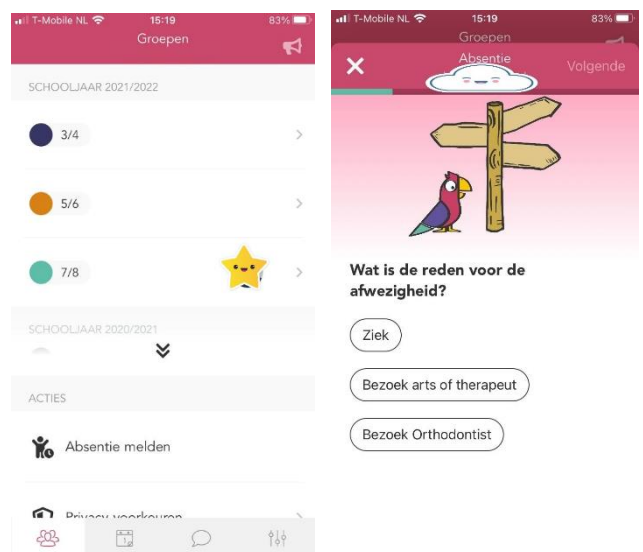 T-Mobile NL 15:19 83%
Groepen
SCHOOLJAAR 2021/2022
3/4
5/6
7/8
SCHOOLJAAR 2020/2021
ACTIES
Absentie melden
Privacy voorkeuren
T-Mobile NL 15:19 83%
Groepen
Absentie
Volgende
Wat is de reden voor de
afwezigheid?
Ziek
Bezoek arts of therapeut
Bezoek Orthodontist